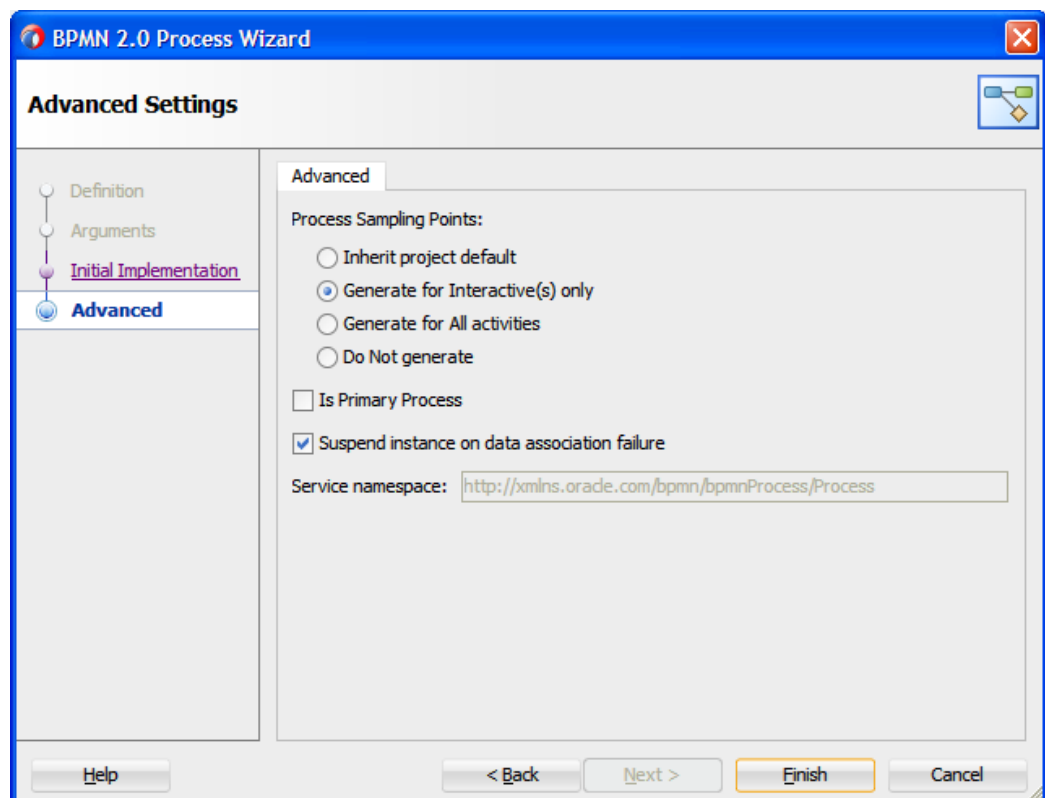 BPMN 2.0 Process Wizard
Advanced Settings
Definition
Arguments
Initial Implementation
Advanced
Advanced
Process Sampling Points:
Inherit project default
Generate for Interactive(s) only
Generate for All activities
Do Not generate
Is Primary Process
Suspend instance on data association failure
Service namespace: http://xmlns.oracle.com/bpmn/bpmnProcess/Process
Help < Back Next > Finish Cancel